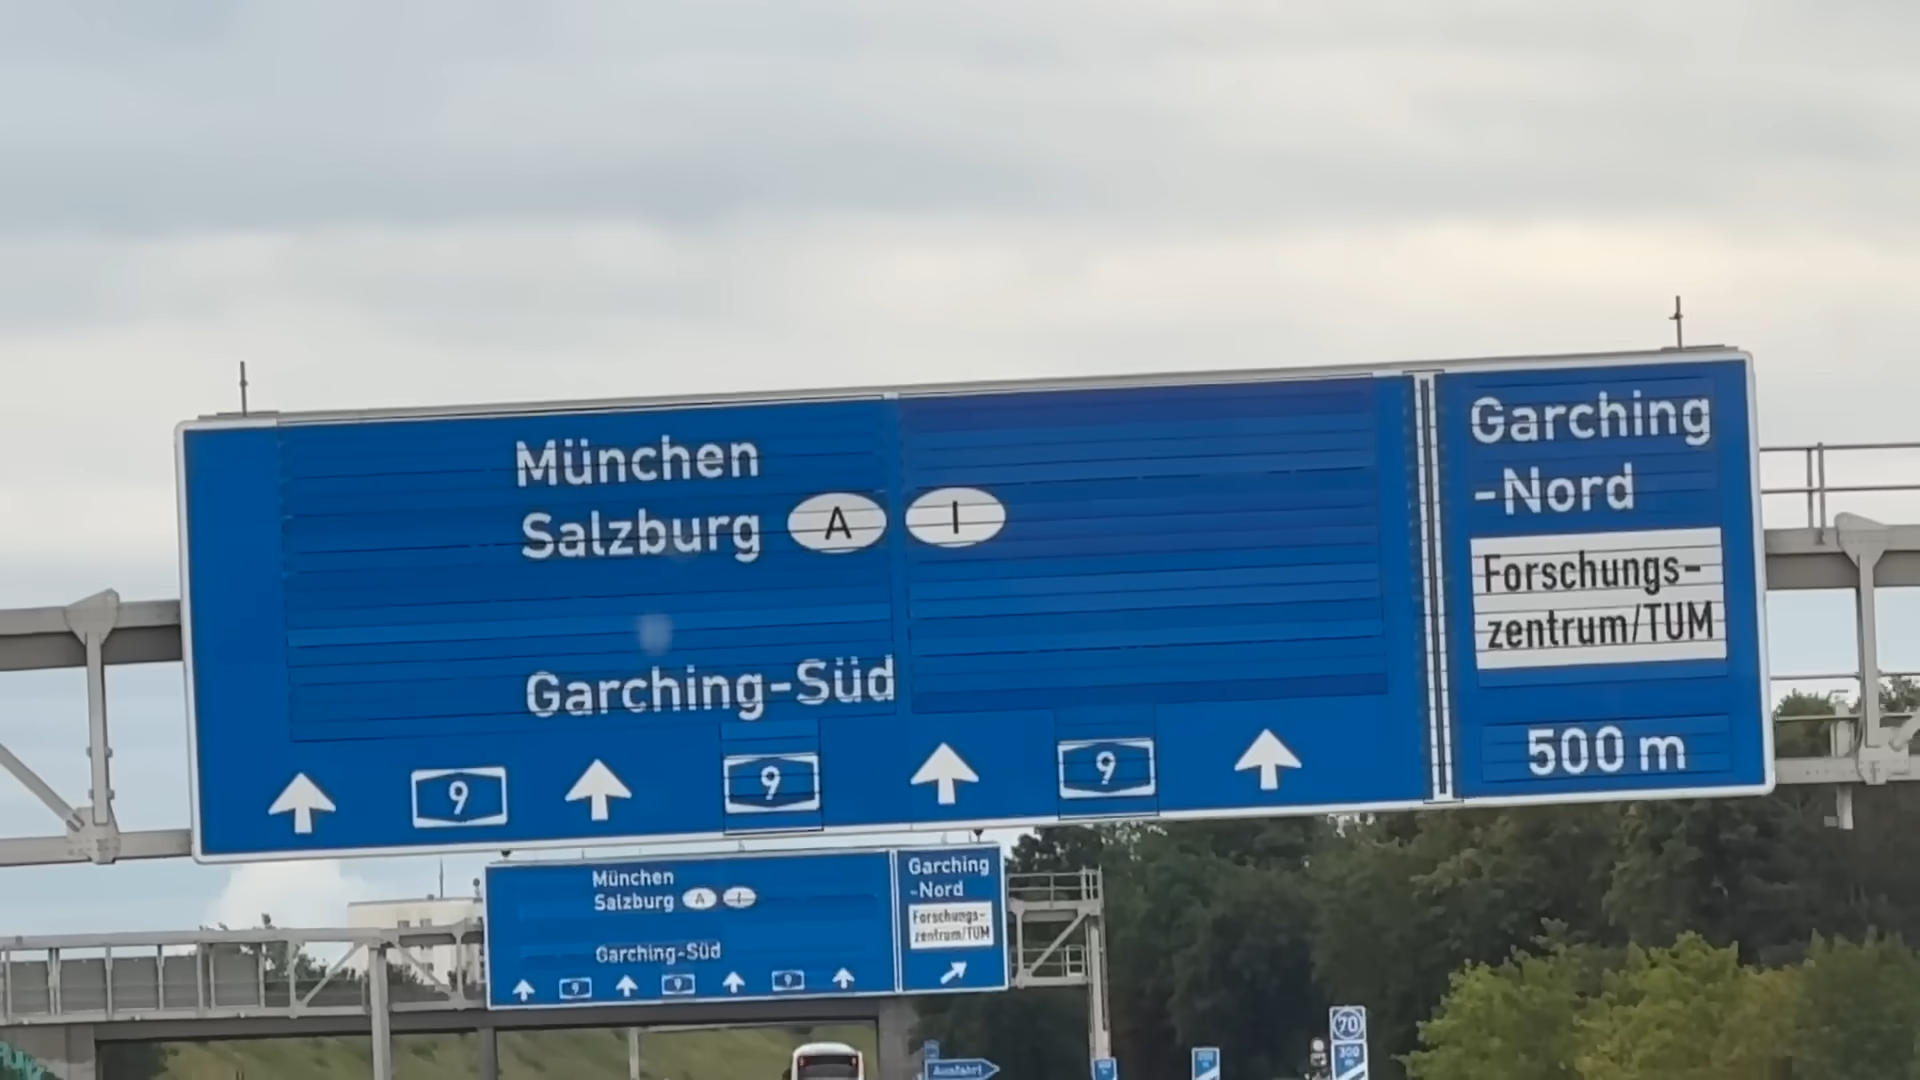 München
Salzburg A I
Garching-Süd
9 9 9
Garching
-Nord
Forschungs-
zentrum/TUM
500 m
München
Salzburg A I
Garching-Süd
9 9 9
Garching
-Nord
Forschungs-
zentrum/TUM
Ausfahrt
70
300
m